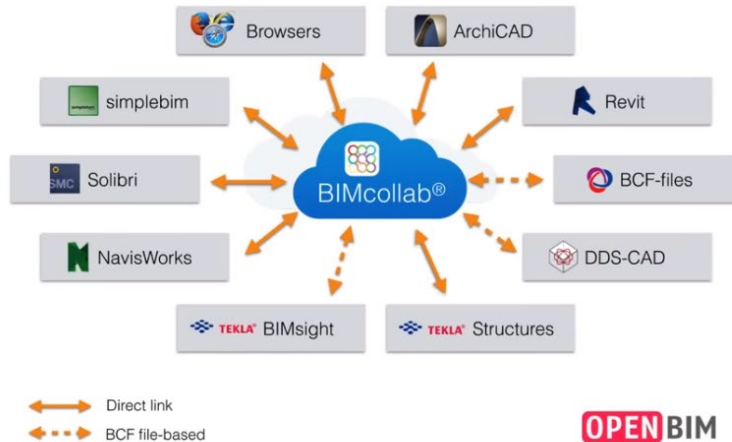 Browsers
ArchiCAD
simplebim
Revit
SMC Solibri
BIMcollab®
BCF-files
NavisWorks
DDS-CAD
TEKLA® BIMsight
TEKLA® Structures
Direct link
BCF file-based
OPEN BIM